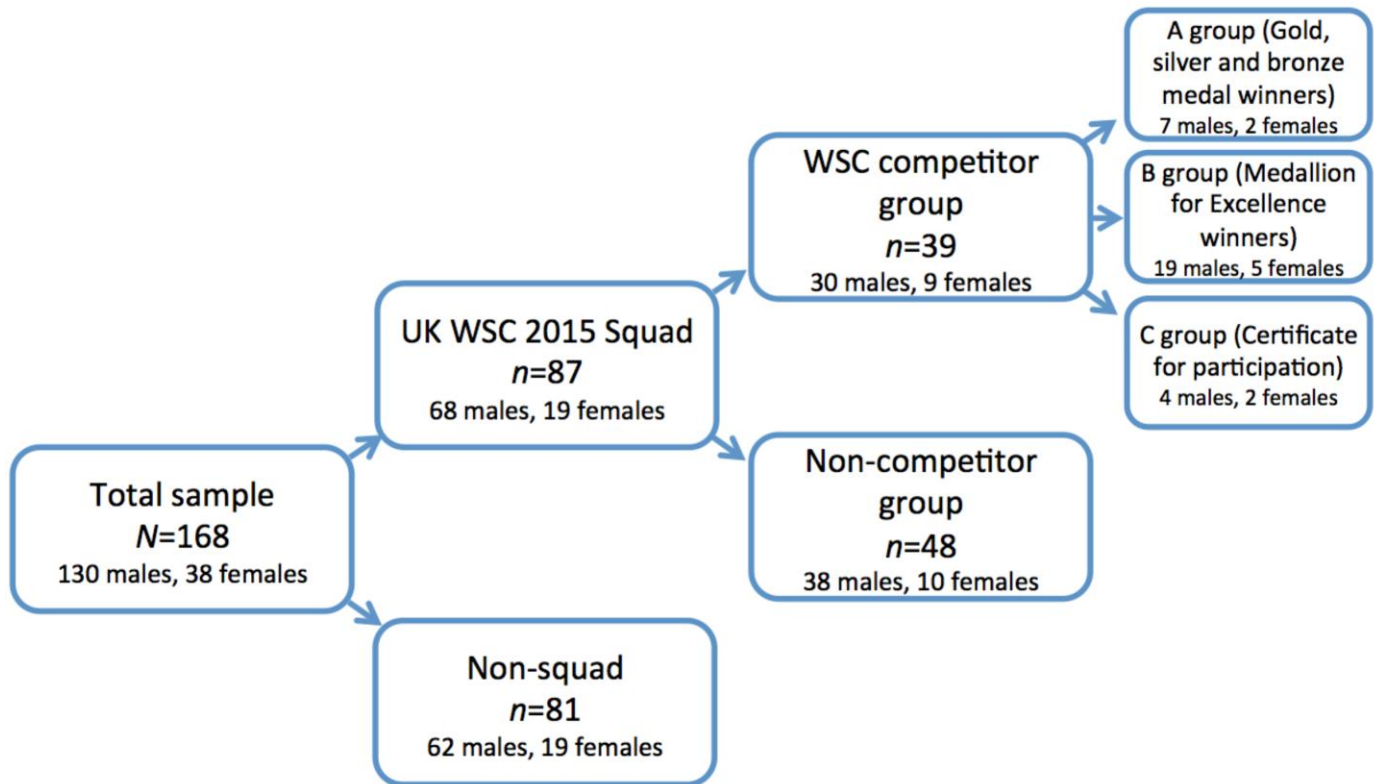 Total sample
N=168
130 males, 38 females
UK WSC 2015 Squad
n=87
68 males, 19 females
Non-squad
n=81
62 males, 19 females
WSC competitor
group
n=39
30 males, 9 females
Non-competitor
group
n=48
38 males, 10 females
A group (Gold,
silver and bronze
medal winners)
7 males, 2 females
B group (Medallion
for Excellence
winners)
19 males, 5 females
C group (Certificate
for participation)
4 males, 2 females